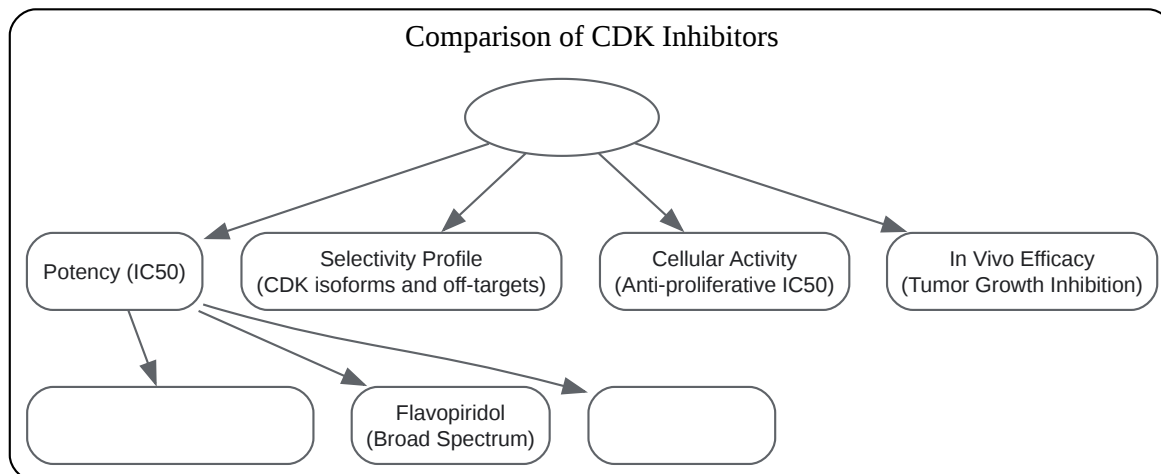 Comparison of CDK Inhibitors
Potency (IC50)
Selectivity Profile
(CDK isoforms and off-targets)
Cellular Activity
(Anti-proliferative IC50)
In Vivo Efficacy
(Tumor Growth Inhibition)
Flavopiridol
(Broad Spectrum)